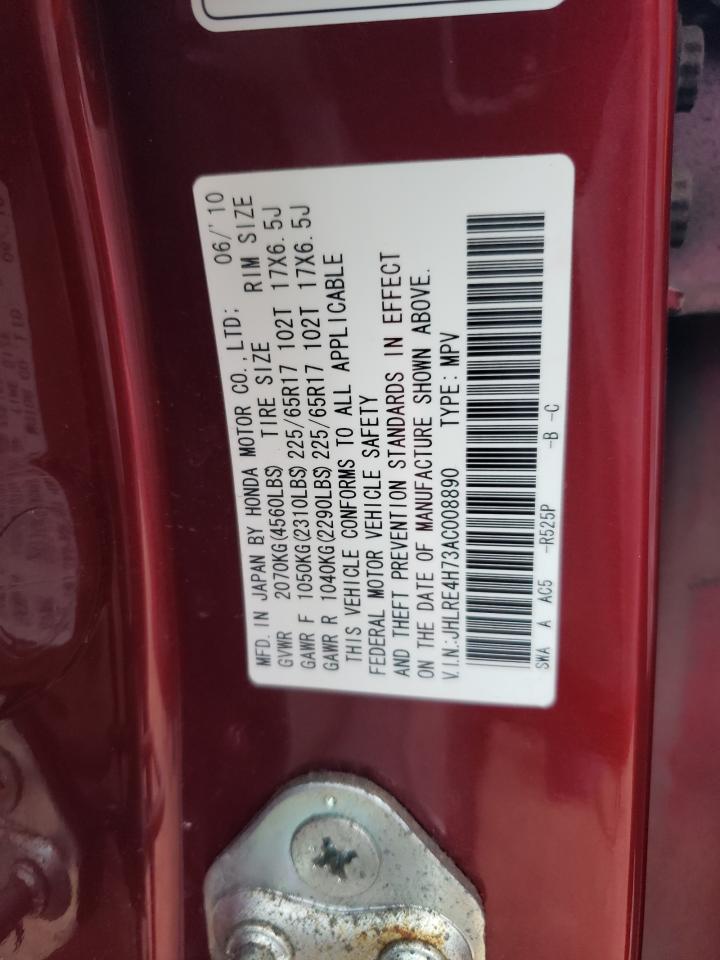 MFD. IN JAPAN BY HONDA MOTOR CO.,LTD: 06/'10
GVWR 2070KG(4560LBS) TIRE SIZE RIM SIZE
GAWR F 1050KG(2310LBS) 225/65R17 102T 17X6.5J
GAWR R 1040KG(2290LBS) 225/65R17 102T 17X6.5J
THIS VEHICLE CONFORMS TO ALL APPLICABLE
FEDERAL MOTOR VEHICLE SAFETY
AND THEFT PREVENTION STANDARDS IN EFFECT
ON THE DATE OF MANUFACTURE SHOWN ABOVE.
V.I.N.:JHLRE4H73AC008890 TYPE: MPV
SWA A AC5 -R525P -B -C